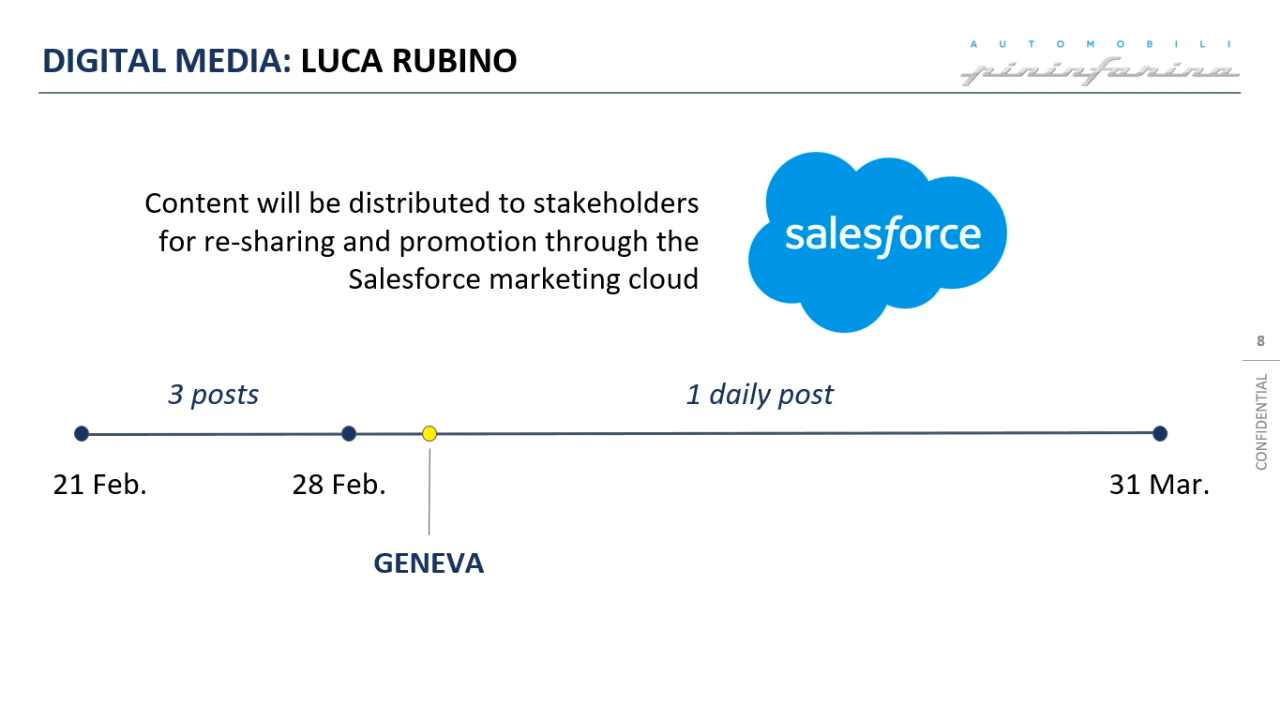 DIGITAL MEDIA: LUCA RUBINO
AUTOMOBILI
pininfarina
Content will be distributed to stakeholders
for re-sharing and promotion through the
Salesforce marketing cloud
salesforce
8
CONFIDENTIAL
3 posts
1 daily post
21 Feb.
28 Feb.
31 Mar.
GENEVA